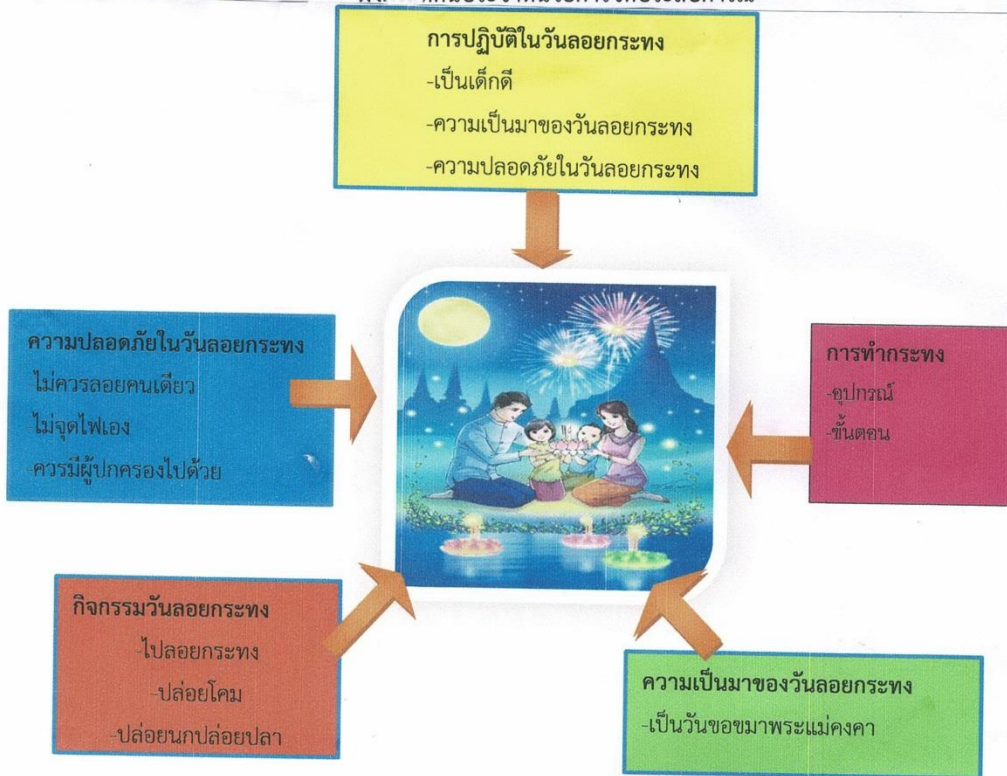 การปฏิบัติในวันลอยกระทง
-เป็นเด็กดี
-ความเป็นมาของวันลอยกระทง
-ความปลอดภัยในวันลอยกระทง
ความปลอดภัยในวันลอยกระทง
-ไม่ควรลอยคนเดียว
-ไม่จุดไฟเอง
-ควรมีผู้ปกครองไปด้วย
การทำกระทง
-อุปกรณ์
-ขั้นตอน
กิจกรรมวันลอยกระทง
-ไปลอยกระทง
-ปล่อยโคม
-ปล่อยนกปล่อยปลา
ความเป็นมาของวันลอยกระทง
-เป็นวันขอขมาพระแม่คงคา